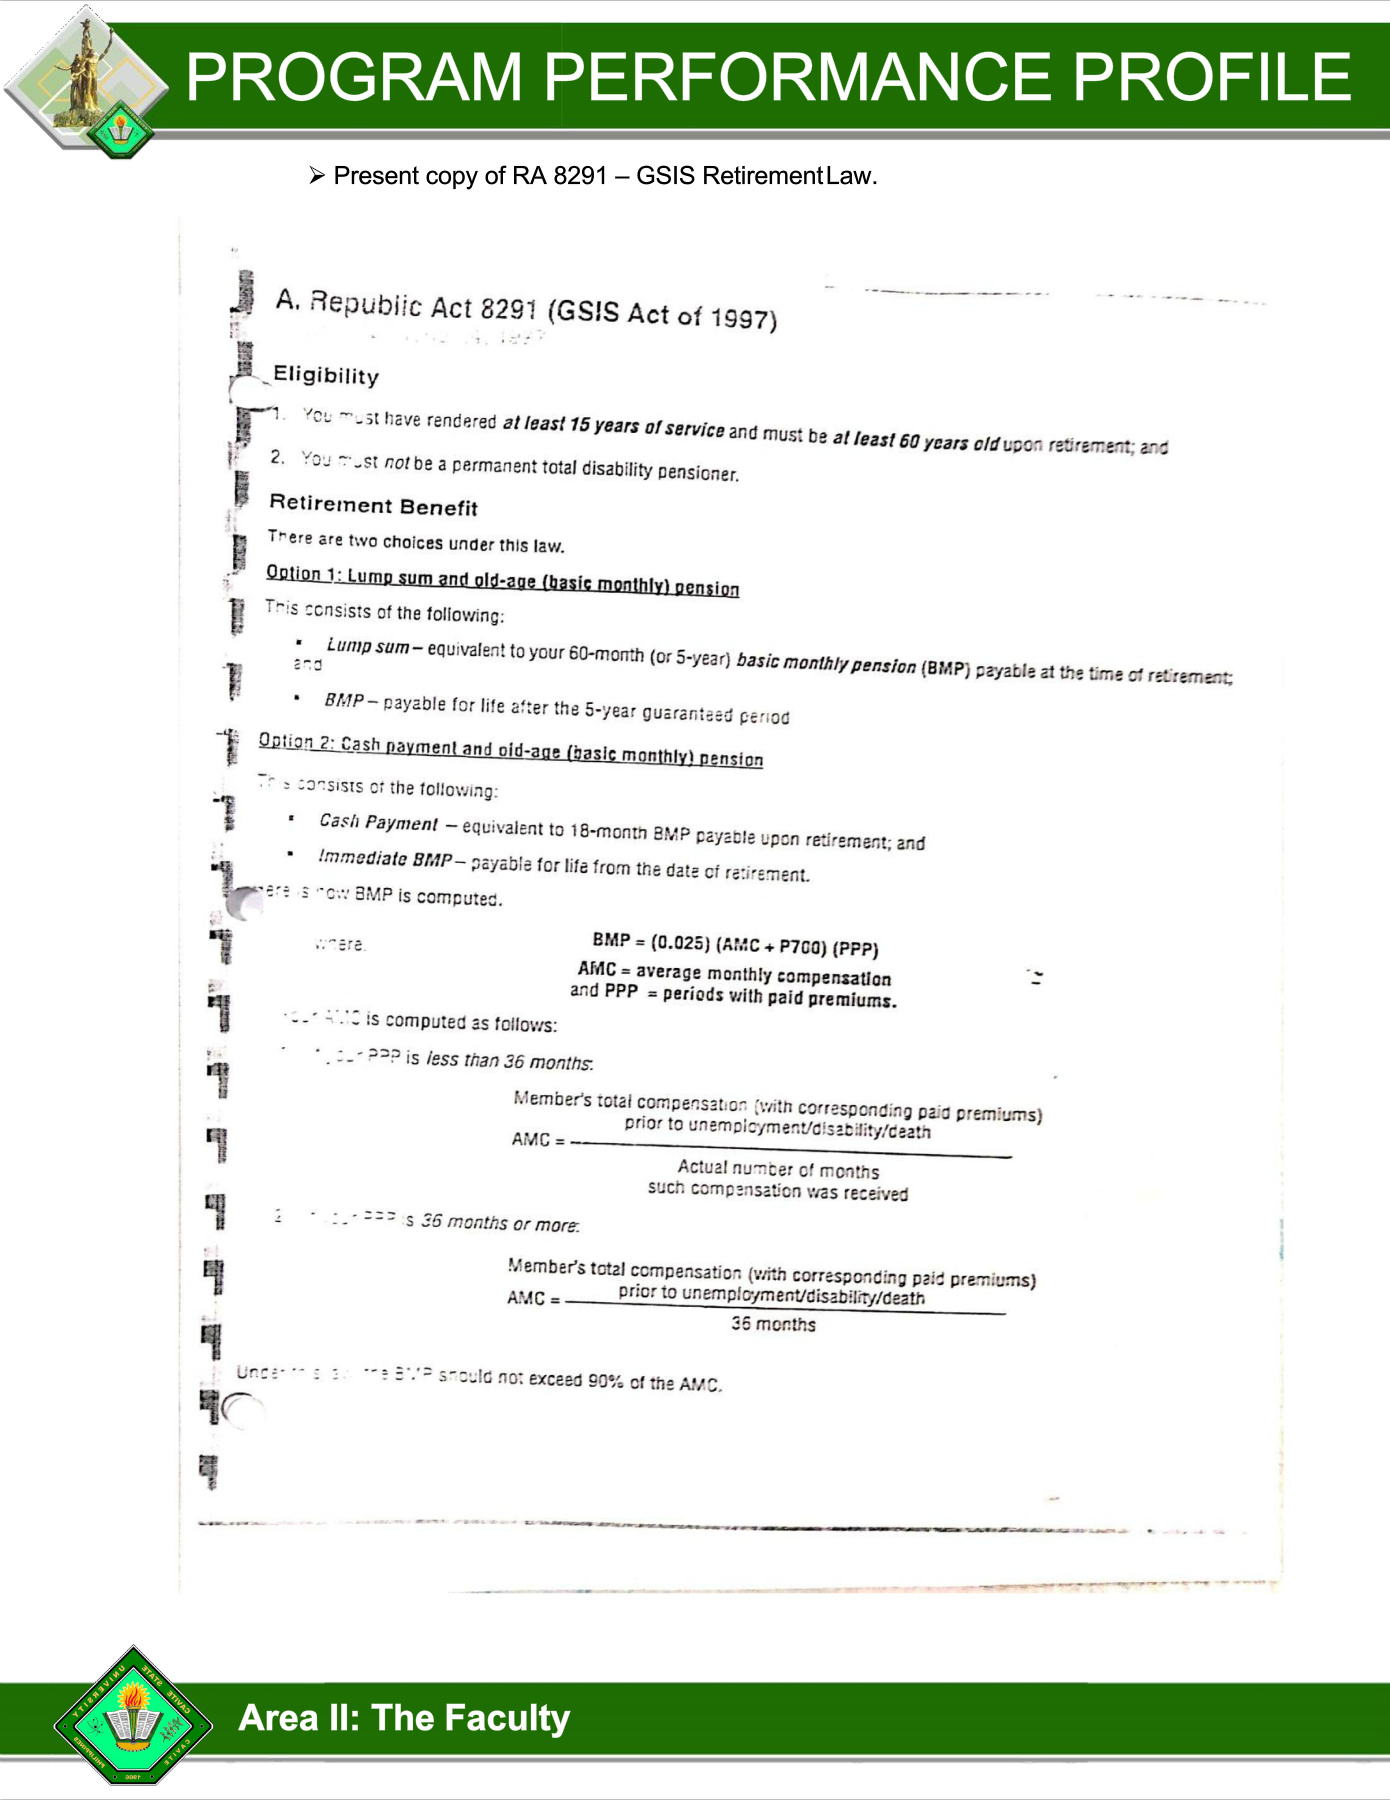 PROGRAM PERFORMANCE PROFILE
➢ Present copy of RA 8291 – GSIS Retirement Law.
A. Republic Act 8291 (GSIS Act of 1997)
Eligibility
1. You must have rendered at least 15 years of service and must be at least 60 years old upon retirement; and
2. You must not be a permanent total disability pensioner.
Retirement Benefit
There are two choices under this law.
Option 1: Lump sum and old-age (basic monthly) pension
This consists of the following:
▪ Lump sum – equivalent to your 60-month (or 5-year) basic monthly pension (BMP) payable at the time of retirement;
and
▪ BMP – payable for life after the 5-year guaranteed period
Option 2: Cash payment and old-age (basic monthly) pension
This consists of the following:
▪ Cash Payment – equivalent to 18-month BMP payable upon retirement; and
▪ Immediate BMP – payable for life from the date of retirement.
Here is how BMP is computed.
BMP = (0.025) (AMC + P700) (PPP)
where.
AMC = average monthly compensation
and PPP = periods with paid premiums.
Your AMC is computed as follows:
your PPP is less than 36 months:
Member's total compensation (with corresponding paid premiums)
prior to unemployment/disability/death
AMC =
Actual number of months
such compensation was received
2 your PPP is 36 months or more:
Member's total compensation (with corresponding paid premiums)
prior to unemployment/disability/death
AMC =
36 months
Under the BMP should not exceed 90% of the AMC.
CAVITE STATE UNIVERSITY
CAVITE
PHILIPPINES
1906
Area II: The Faculty